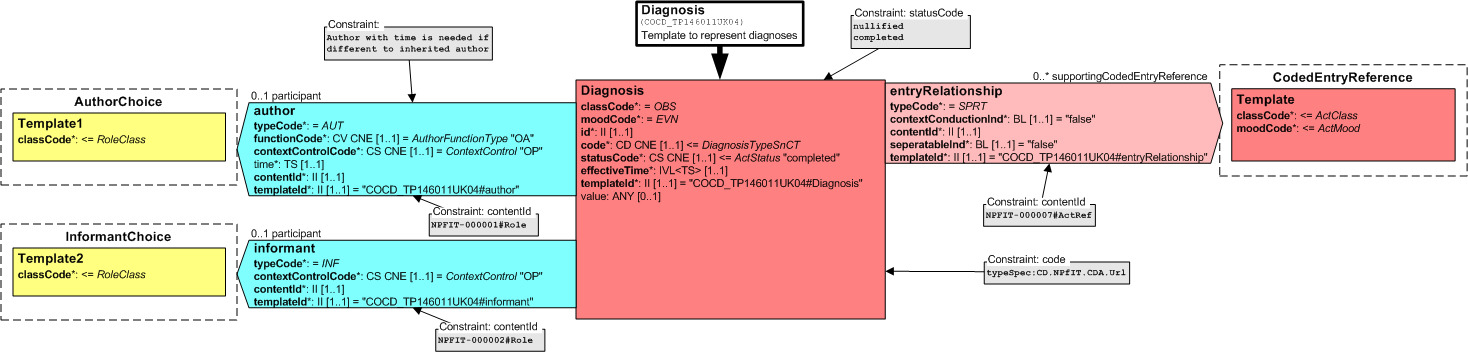 Diagnosis
(COCD_TP146011UK04)
Template to represent diagnoses
Constraint: statusCode
nullified
completed
Constraint:
Author with time is needed if
different to inherited author
AuthorChoice
Template1
classCode*: <= RoleClass
0..1 participant
author
typeCode*: = AUT
functionCode*: CV CNE [1..1] = AuthorFunctionType "OA"
contextControlCode*: CS CNE [1..1] = ContextControl "OP"
time*: TS [1..1]
contentId*: II [1..1]
templateId*: II [1..1] = "COCD_TP146011UK04#author"
Constraint: contentId
NPFIT-000001#Role
InformantChoice
Template2
classCode*: <= RoleClass
0..1 participant
informant
typeCode*: = INF
contextControlCode*: CS CNE [1..1] = ContextControl "OP"
contentId*: II [1..1]
templateId*: II [1..1] = "COCD_TP146011UK04#informant"
Constraint: contentId
NPFIT-000002#Role
Diagnosis
classCode*: = OBS
moodCode*: = EVN
id*: II [1..1]
code*: CD CNE [1..1] <= DiagnosisTypeSnCT
statusCode*: CS CNE [1..1] <= ActStatus "completed"
effectiveTime*: IVL<TS> [1..1]
templateId*: II [1..1] = "COCD_TP146011UK04#Diagnosis"
value: ANY [0..1]
0..* supportingCodedEntryReference
entryRelationship
typeCode*: = SPRT
contextConductionInd*: BL [1..1] = "false"
contentId*: II [1..1]
seperatableInd*: BL [1..1] = "false"
templateId*: II [1..1] = "COCD_TP146011UK04#entryRelationship"
Constraint: contentId
NPFIT-000007#ActRef
Constraint: code
typeSpec:CD.NPfIT.CDA.Url
CodedEntryReference
Template
classCode*: <= ActClass
moodCode*: <= ActMood